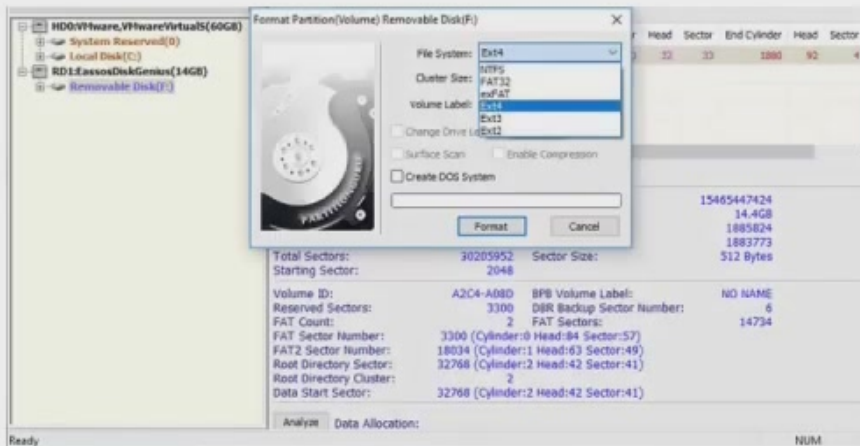 Format Partition(Volume) Removable Disk(F:)
HD0:VMware,VMwareVirtualS(60GB)
System Reserved(0)
Local Disk(C:)
RD1:EassosDiskGenius(14GB)
Removable Disk(F:)
File System: Ext4
NTFS
Cluster Size: FAT32
exFAT
Volume Label: Ext4
Ext3
Change Drive Le Ext2
Surface Scan Enable Compression
Create DOS System
PARTITIONGURU
Format Cancel
r Head Sector End Cylinder Head Sector
32 33 1880 92 4
15465447424
14.4GB
1885824
1883773
Total Sectors: 30205952 Sector Size: 512 Bytes
Starting Sector: 2048
Volume ID: A2C4-A08D BPB Volume Label: NO NAME
Reserved Sectors: 3300 DBR Backup Sector Number: 6
FAT Count: 2 FAT Sectors: 14734
FAT Sector Number: 3300 (Cylinder:0 Head:84 Sector:57)
FAT2 Sector Number: 18034 (Cylinder:1 Head:63 Sector:49)
Root Directory Sector: 32768 (Cylinder:2 Head:42 Sector:41)
Root Directory Cluster: 2
Data Start Sector: 32768 (Cylinder:2 Head:42 Sector:41)
Analyze Data Allocation:
Ready NUM